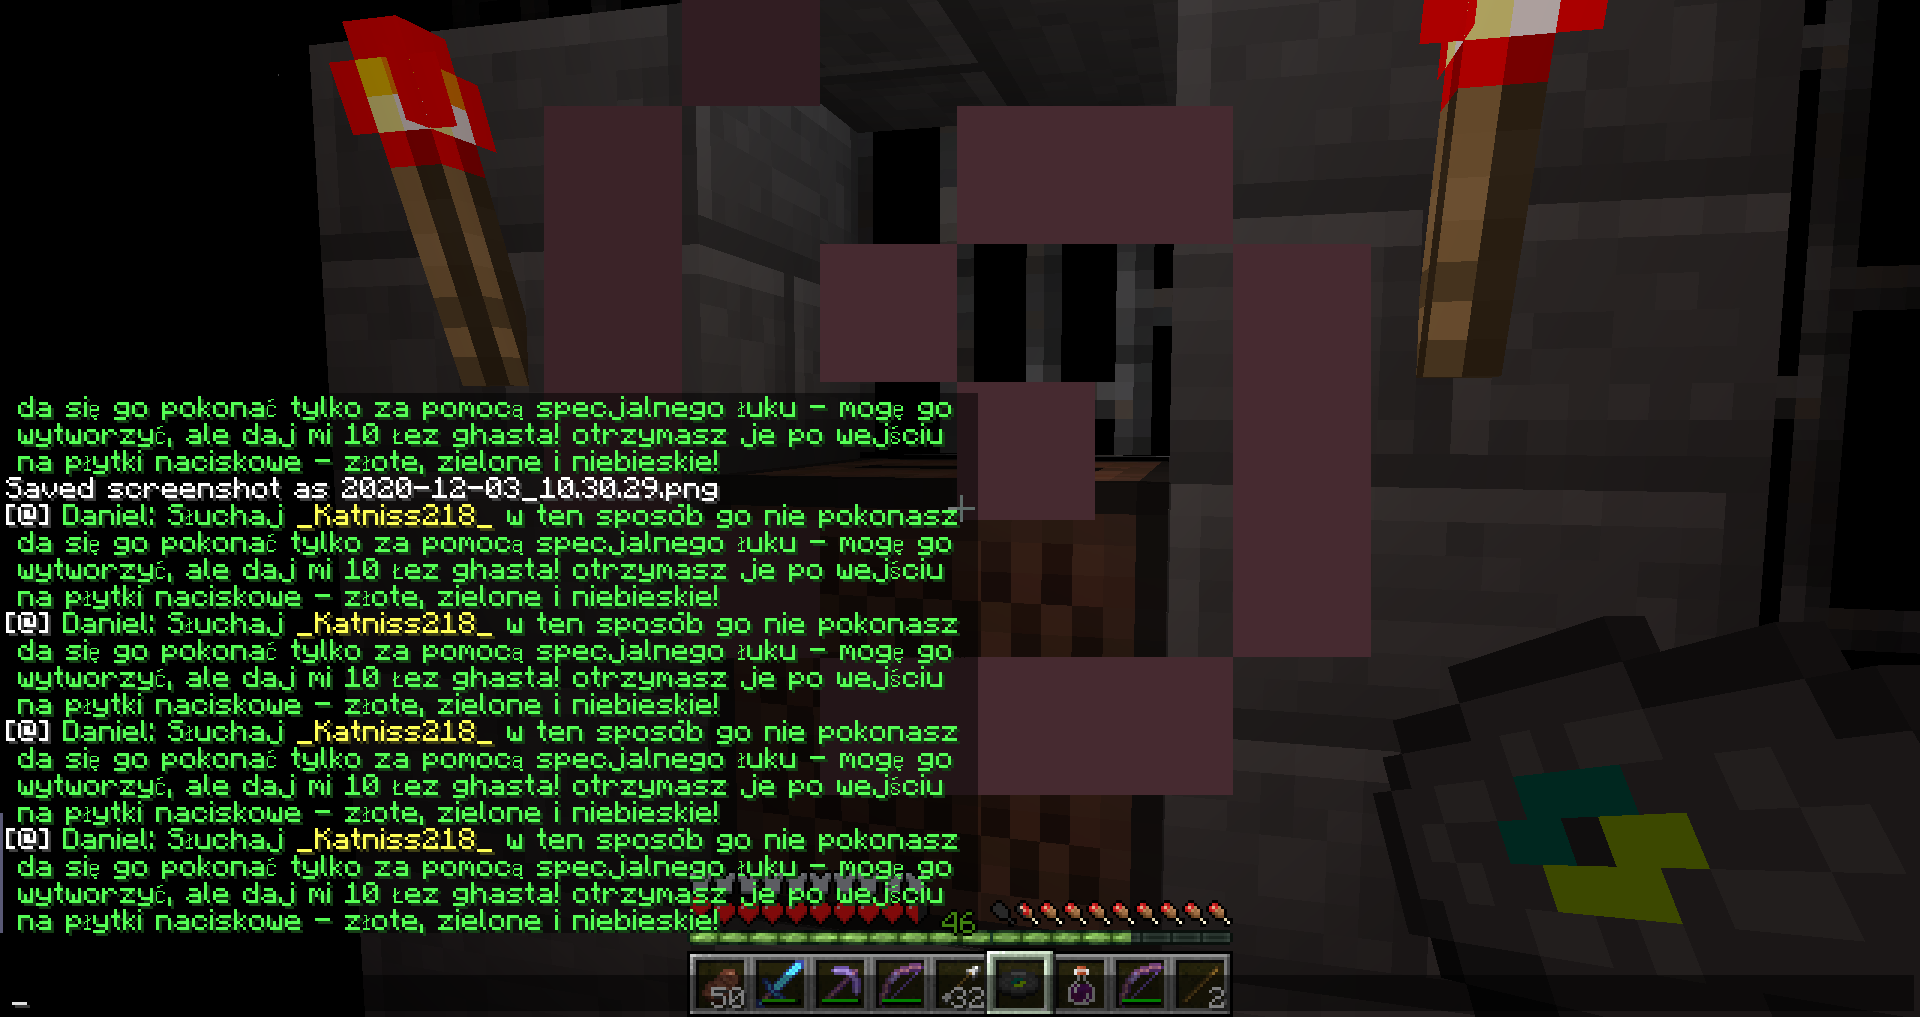 da się go pokonać tylko za pomocą specjalnego łuku - mogę go
wytworzyć, ale daj mi 10 Łez ghasta! otrzymasz je po wejściu
na płytki naciskowe - złote, zielone i niebieskie!
Saved screenshot as 2020-12-03_10.30.29.png
[@] Daniel: Słuchaj _Katniss218_ w ten sposób go nie pokonasz
da się go pokonać tylko za pomocą specjalnego łuku - mogę go
wytworzyć, ale daj mi 10 Łez ghasta! otrzymasz je po wejściu
na płytki naciskowe - złote, zielone i niebieskie!
[@] Daniel: Słuchaj _Katniss218_ w ten sposób go nie pokonasz
da się go pokonać tylko za pomocą specjalnego łuku - mogę go
wytworzyć, ale daj mi 10 Łez ghasta! otrzymasz je po wejściu
na płytki naciskowe - złote, zielone i niebieskie!
[@] Daniel: Słuchaj _Katniss218_ w ten sposób go nie pokonasz
da się go pokonać tylko za pomocą specjalnego łuku - mogę go
wytworzyć, ale daj mi 10 Łez ghasta! otrzymasz je po wejściu
na płytki naciskowe - złote, zielone i niebieskie!
[@] Daniel: Słuchaj _Katniss218_ w ten sposób go nie pokonasz
da się go pokonać tylko za pomocą specjalnego łuku - mogę go
wytworzyć, ale daj mi 10 Łez ghasta! otrzymasz je po wejściu
na płytki naciskowe - złote, zielone i niebieskie!
46
50 32 2
_